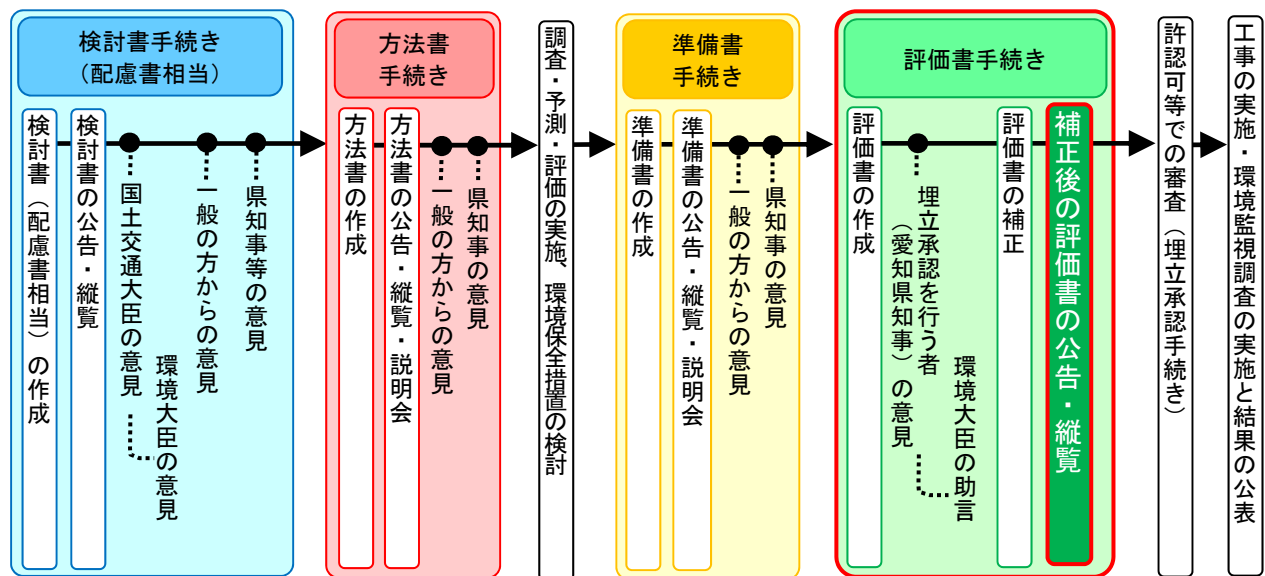 検討書手続き
（配慮書相当）
検討書（配慮書相当）の作成
検討書の公告・縦覧
国土交通大臣の意見
環境大臣の意見
一般の方からの意見
県知事等の意見
方法書
手続き
方法書の作成
方法書の公告・縦覧・説明会
一般の方からの意見
県知事の意見
調査・予測・評価の実施、環境保全措置の検討
準備書
手続き
準備書の作成
準備書の公告・縦覧・説明会
一般の方からの意見
県知事の意見
評価書手続き
評価書の作成
埋立承認を行う者
（愛知県知事）の意見
環境大臣の助言
評価書の補正
補正後の評価書の公告・縦覧
許認可等での審査（埋立承認手続き）
工事の実施・環境監視調査の実施と結果の公表